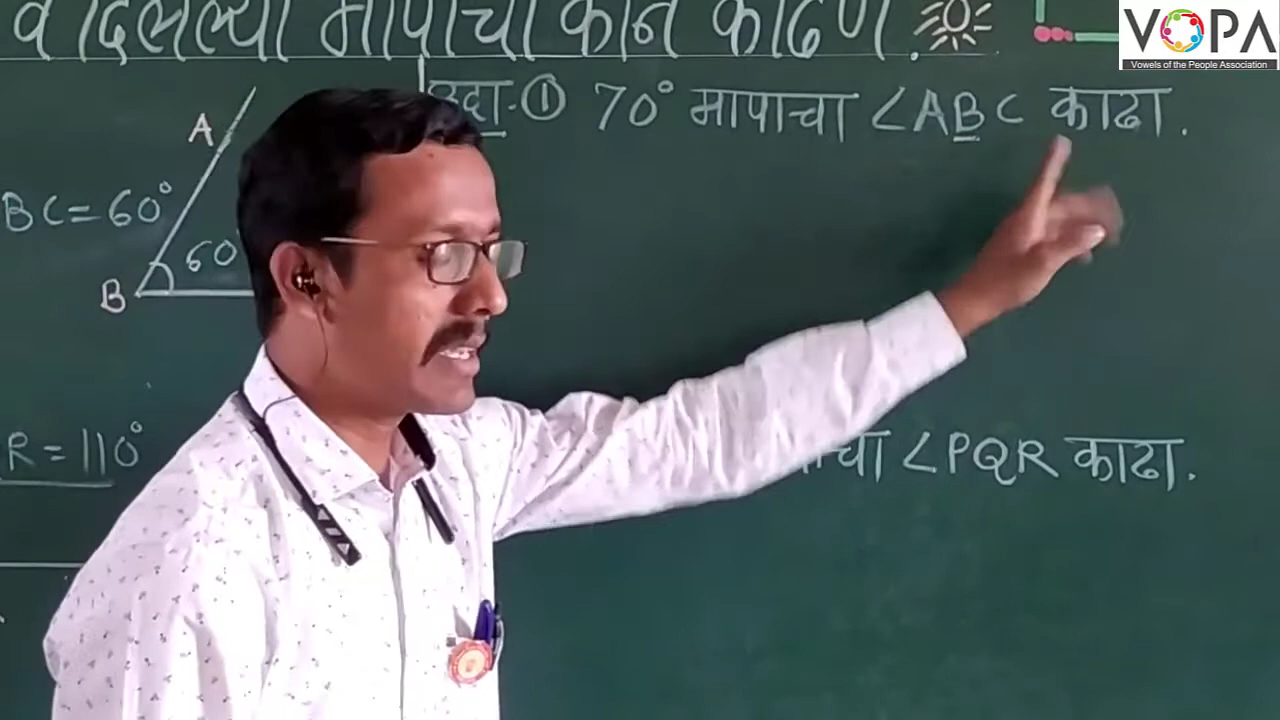 व दिलेल्या मापाचा कोन काढणे.
VOPA
Vowels of the People Association
उदा.① 70° मापाचा ∠ABC काढा.
A
BC=60°
60
B
R=110°
∠PQR काढा.